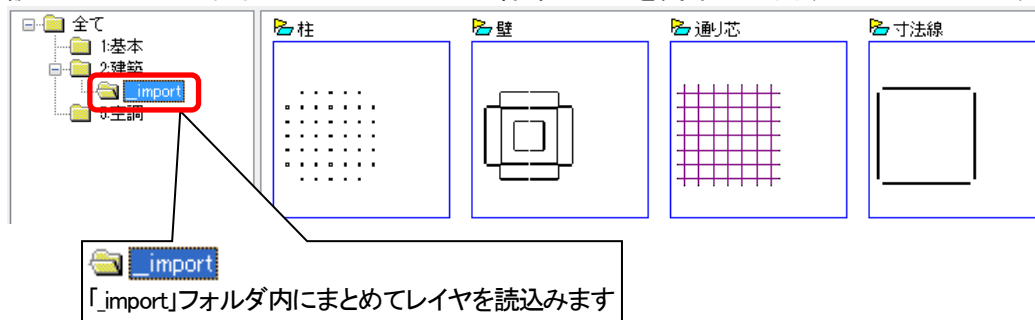 全て
1:基本
2:建築
_import
3:空調
柱
壁
通り芯
寸法線
_import
「_import」フォルダ内にまとめてレイヤを読込みます